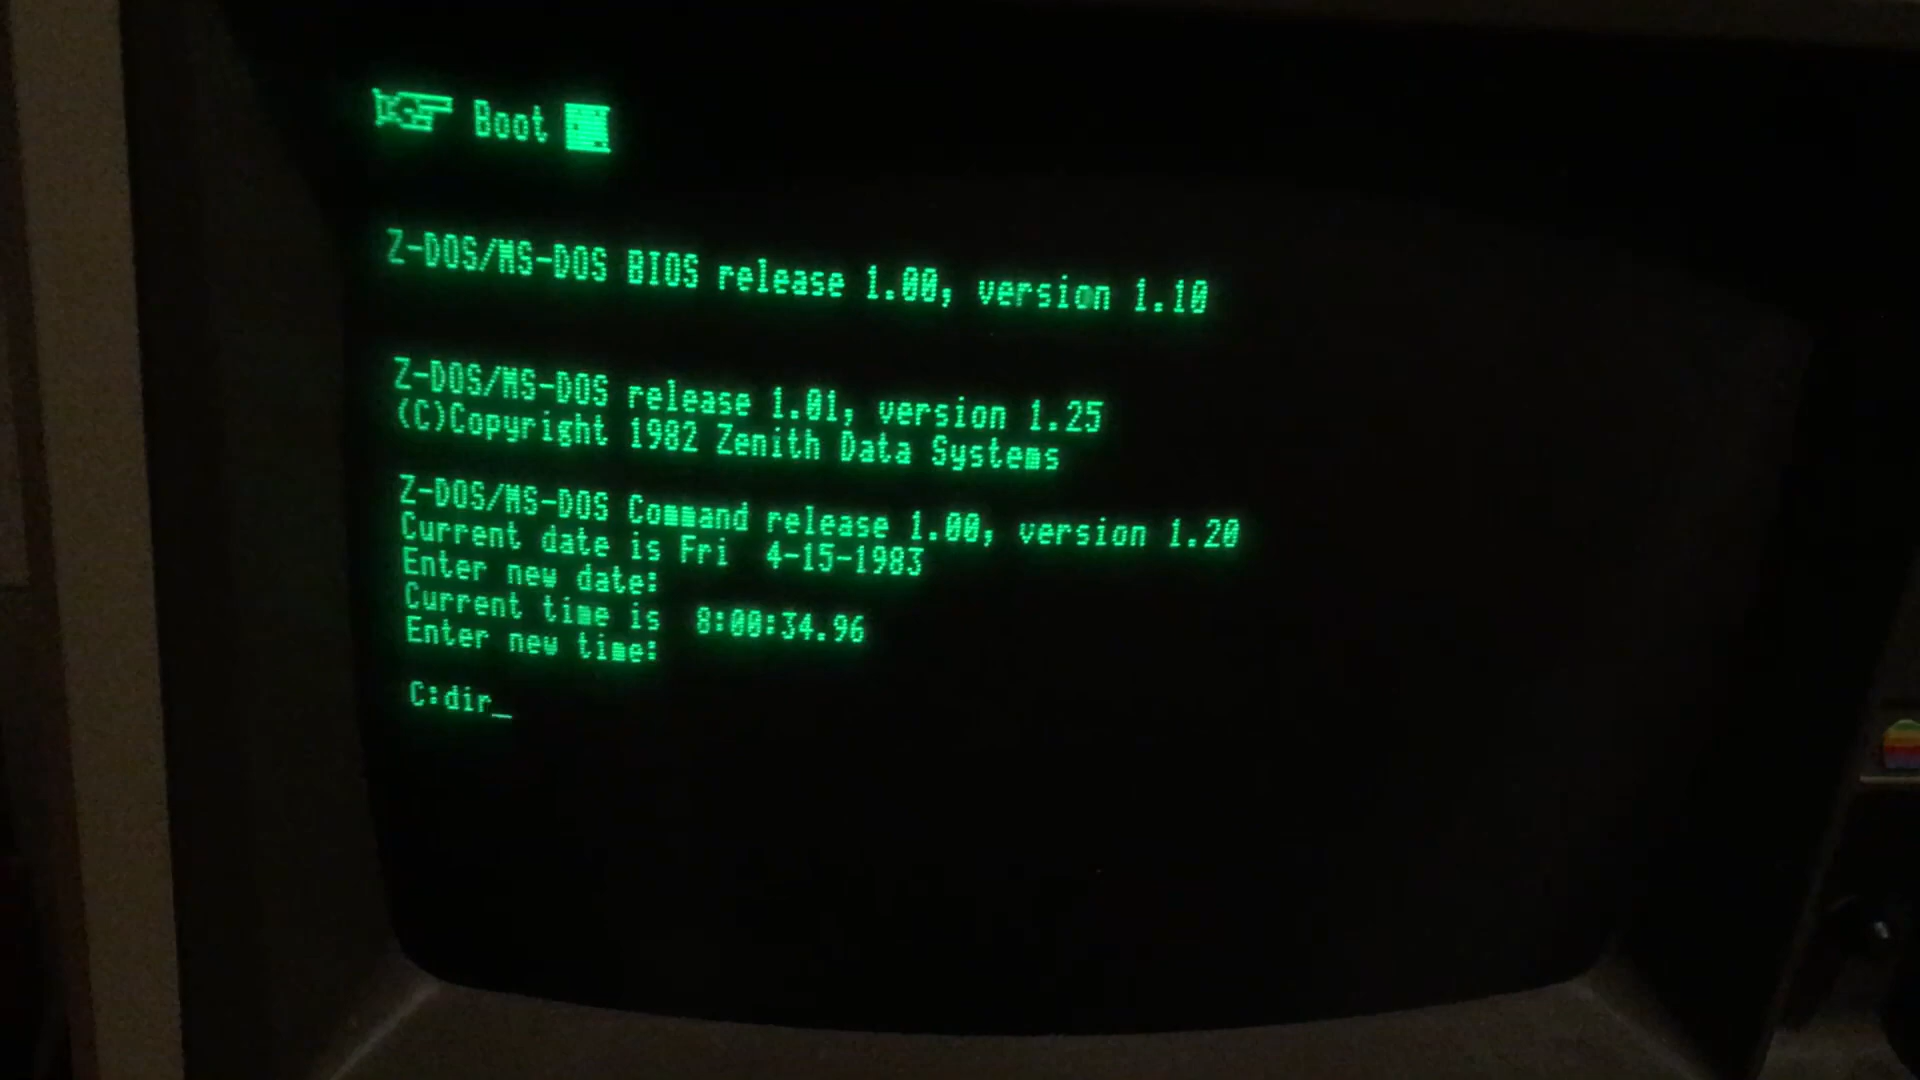 Boot
Z-DOS/MS-DOS BIOS release 1.00, version 1.10
Z-DOS/MS-DOS release 1.01, version 1.25
(C)Copyright 1982 Zenith Data Systems
Z-DOS/MS-DOS Command release 1.00, version 1.20
Current date is Fri  4-15-1983
Enter new date:
Current time is  8:00:34.96
Enter new time:
C:dir_